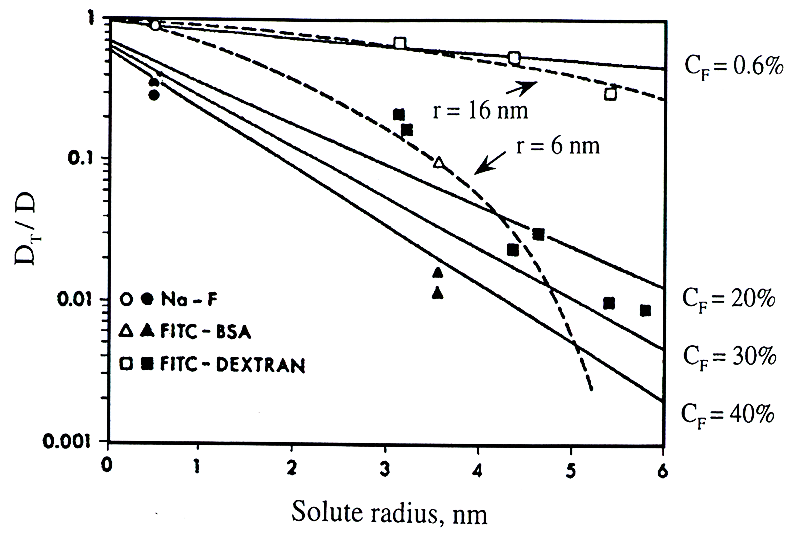 1
0.1
0.01
0.001
D_T / D
C_F = 0.6%
r = 16 nm
r = 6 nm
Na – F
FITC – BSA
FITC – DEXTRAN
C_F = 20%
C_F = 30%
C_F = 40%
0 1 2 3 4 5 6
Solute radius, nm